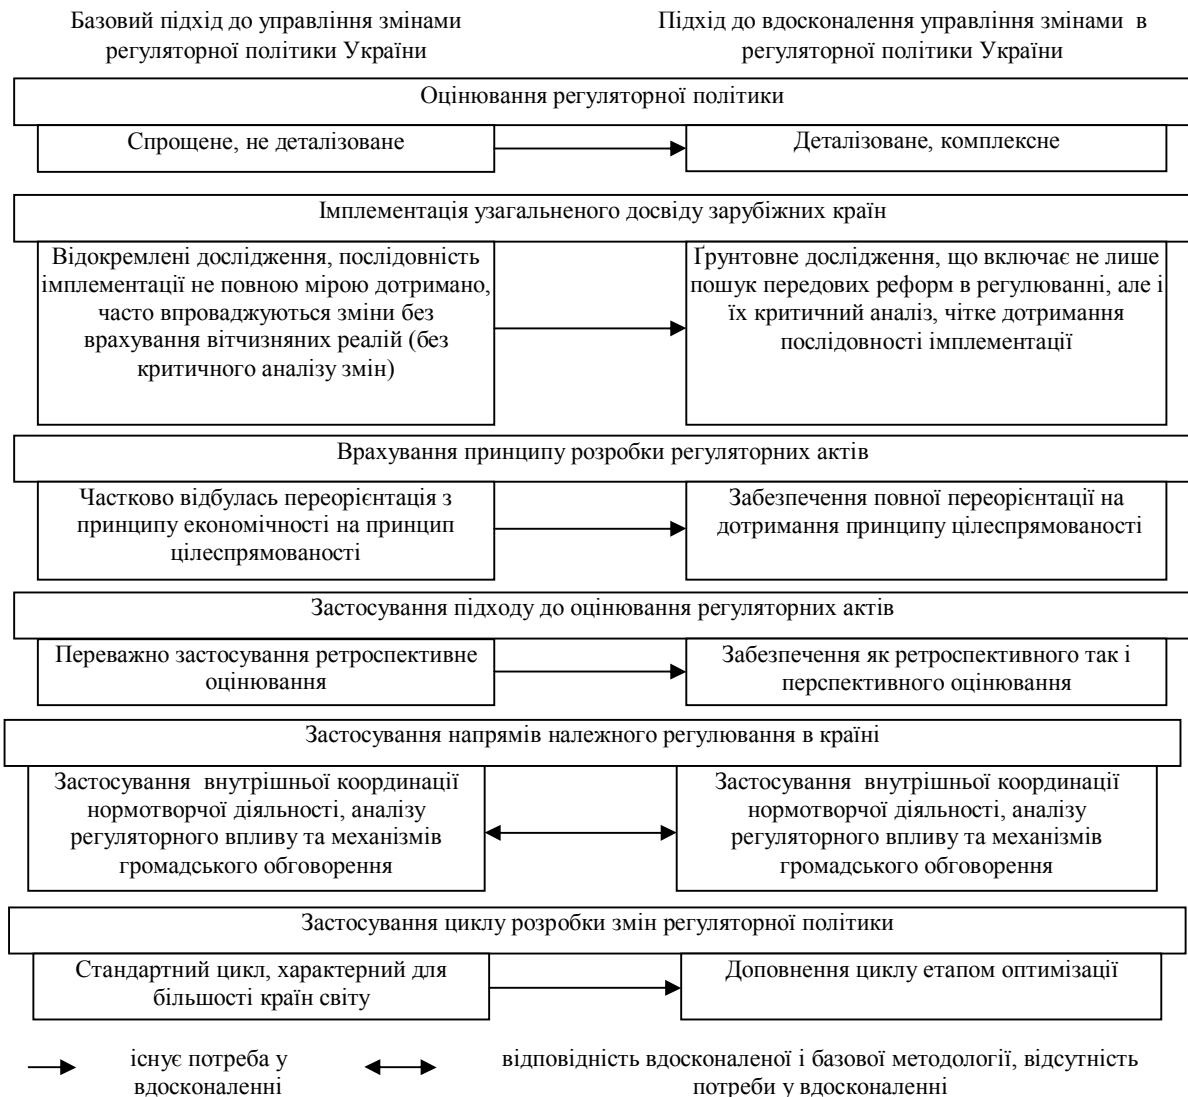 Базовий підхід до управління змінами
регуляторної політики України
Підхід до вдосконалення управління змінами в
регуляторної політики України
Оцінювання регуляторної політики
Спрощене, не деталізоване
Деталізоване, комплексне
Імплементація узагальненого досвіду зарубіжних країн
Відокремлені дослідження, послідовність
імплементації не повною мірою дотримано,
часто впроваджуються зміни без
врахування вітчизняних реалій (без
критичного аналізу змін)
Ґрунтовне дослідження, що включає не лише
пошук передових реформ в регулюванні, але і
їх критичний аналіз, чітке дотримання
послідовності імплементації
Врахування принципу розробки регуляторних актів
Частково відбулась переорієнтація з
принципу економічності на принцип
цілеспрямованості
Забезпечення повної переорієнтації на
дотримання принципу цілеспрямованості
Застосування підходу до оцінювання регуляторних актів
Переважно застосування ретроспективне
оцінювання
Забезпечення як ретроспективного так і
перспективного оцінювання
Застосування напрямів належного регулювання в країні
Застосування внутрішньої координації
нормотворчої діяльності, аналізу
регуляторного впливу та механізмів
громадського обговорення
Застосування внутрішньої координації
нормотворчої діяльності, аналізу
регуляторного впливу та механізмів
громадського обговорення
Застосування циклу розробки змін регуляторної політики
Стандартний цикл, характерний для
більшості країн світу
Доповнення циклу етапом оптимізації
існує потреба у
вдосконаленні
відповідність вдосконаленої і базової методології, відсутність
потреби у вдосконаленні